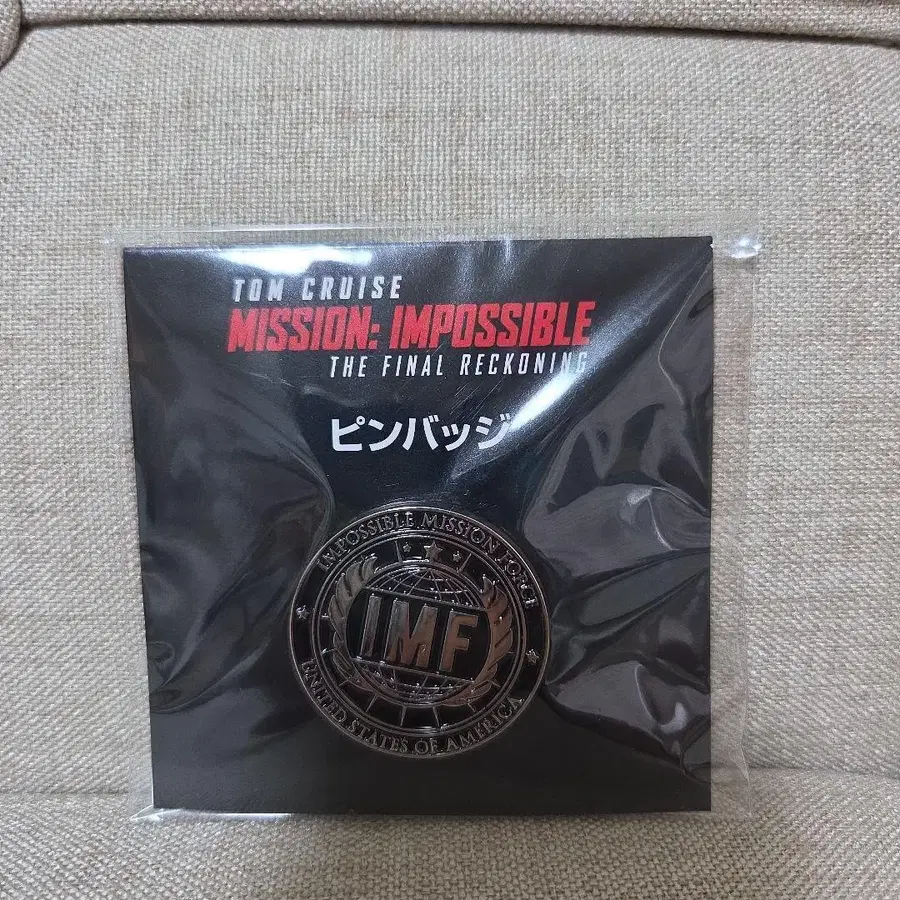 TOM CRUISE
MISSION: IMPOSSIBLE
THE FINAL RECKONING
ピンバッジ
IMPOSSIBLE MISSION FORCE
IMF
UNITED STATES OF AMERICA